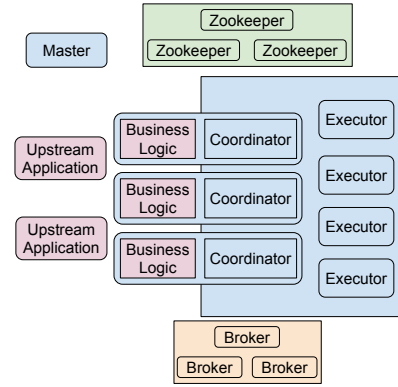 Zookeeper
Master
Zookeeper Zookeeper
Executor
Business
Logic
Coordinator
Upstream
Application
Executor
Business
Logic
Coordinator
Executor
Upstream
Application
Business
Logic
Coordinator
Executor
Broker
Broker Broker